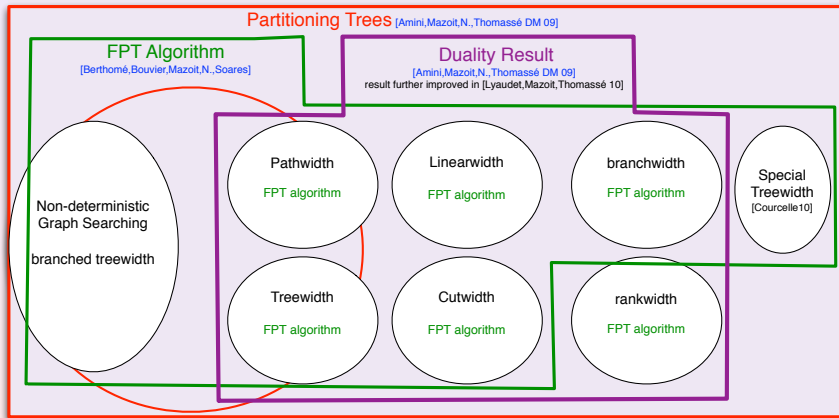 Partitioning Trees [Amini,Mazoit,N.,Thomassé DM 09]
FPT Algorithm
[Berthomé,Bouvier,Mazoit,N.,Soares]
Duality Result
[Amini,Mazoit,N.,Thomassé DM 09]
result further improved in [Lyaudet,Mazoit,Thomassé 10]
Non-deterministic
Graph Searching
branched treewidth
Pathwidth
FPT algorithm
Linearwidth
FPT algorithm
branchwidth
FPT algorithm
Special
Treewidth
[Courcelle10]
Treewidth
FPT algorithm
Cutwidth
FPT algorithm
rankwidth
FPT algorithm